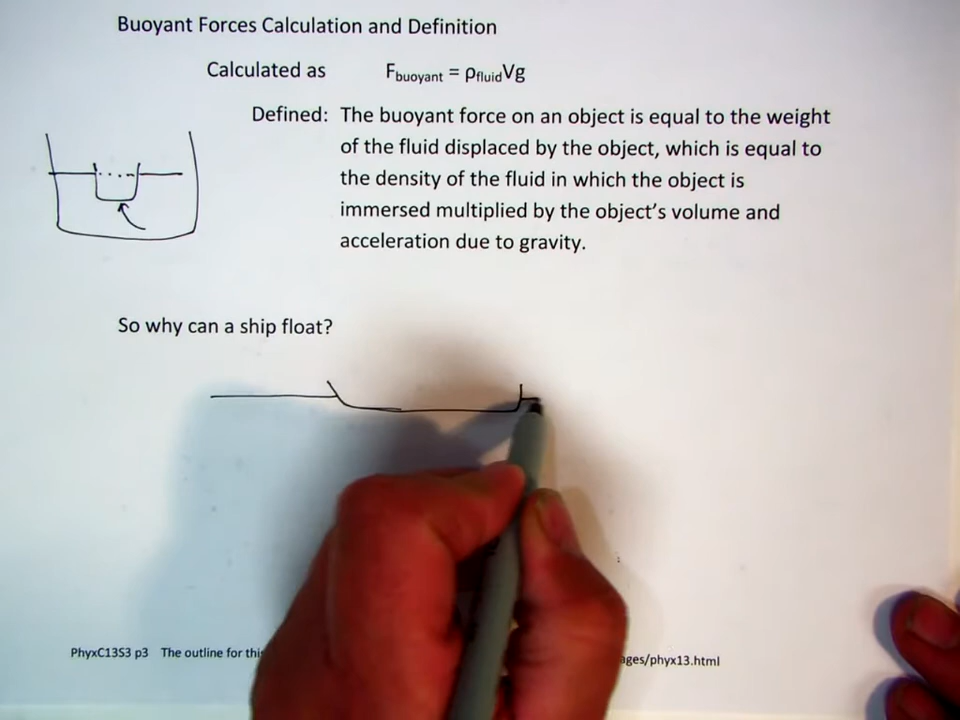 Buoyant Forces Calculation and Definition
Calculated as F_buoyant = ρ_fluidVg
Defined: The buoyant force on an object is equal to the weight
of the fluid displaced by the object, which is equal to
the density of the fluid in which the object is
immersed multiplied by the object's volume and
acceleration due to gravity.
So why can a ship float?
PhyxC13S3 p3 The outline for this ages/phyx13.html